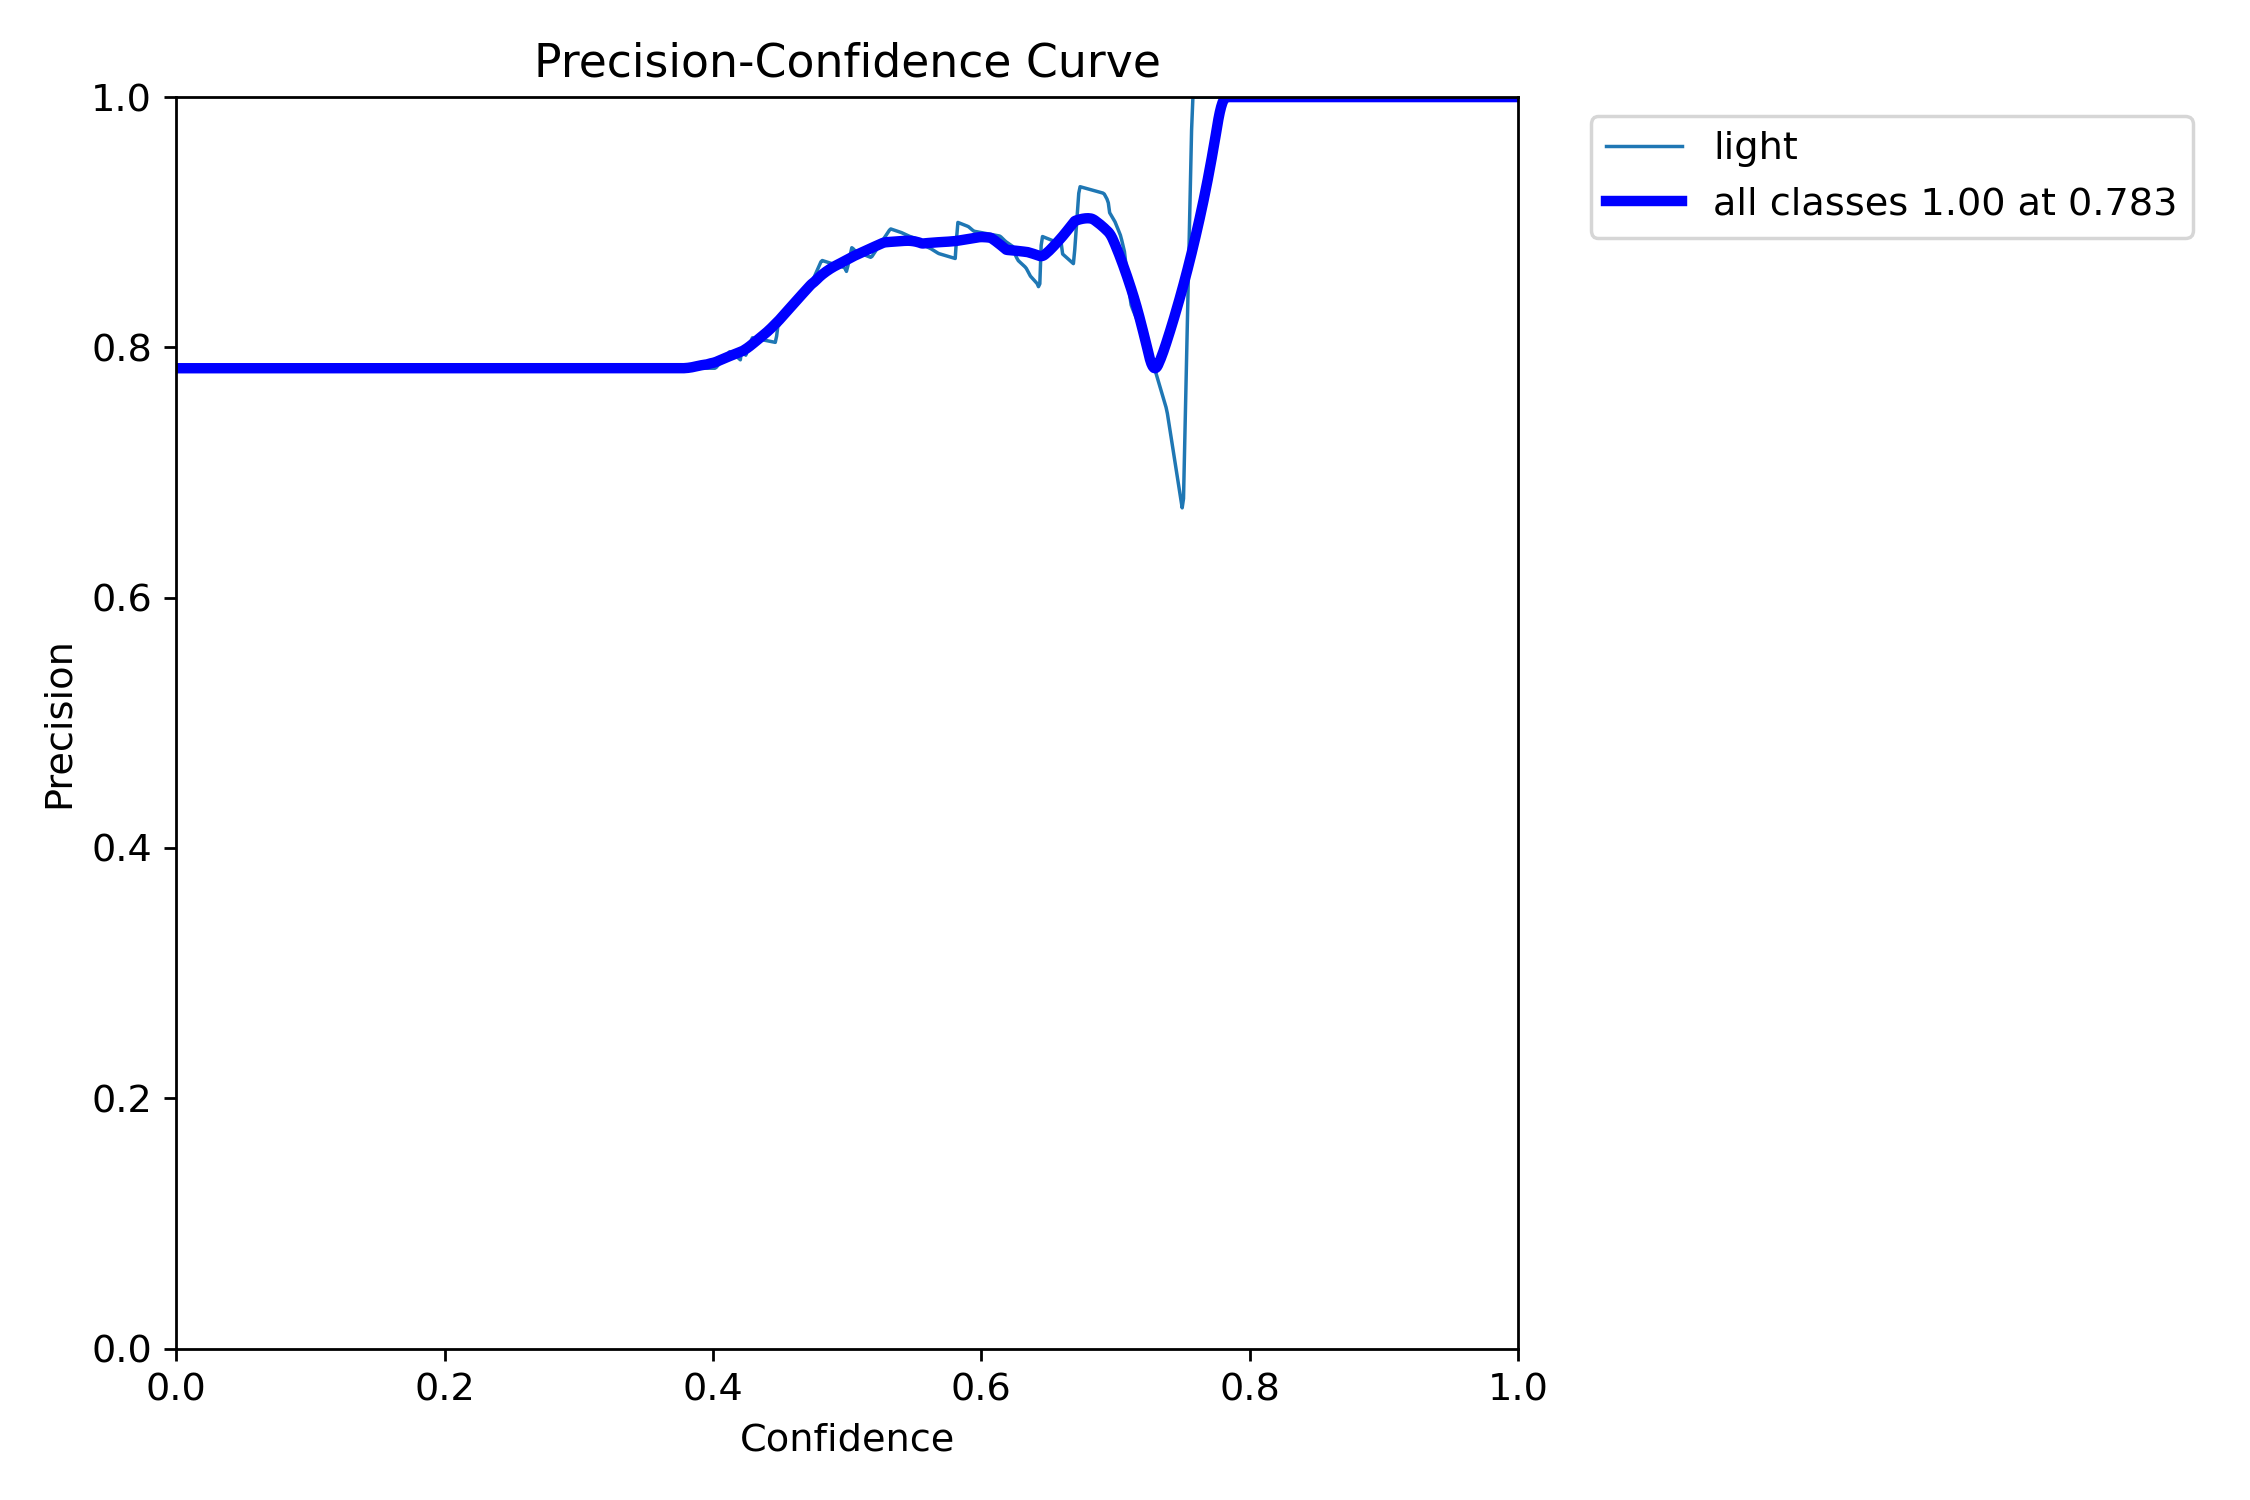 Precision-Confidence Curve
1.0
0.8
0.6
0.4
0.2
0.0
Precision
0.0 0.2 0.4 0.6 0.8 1.0
Confidence
light
all classes 1.00 at 0.783